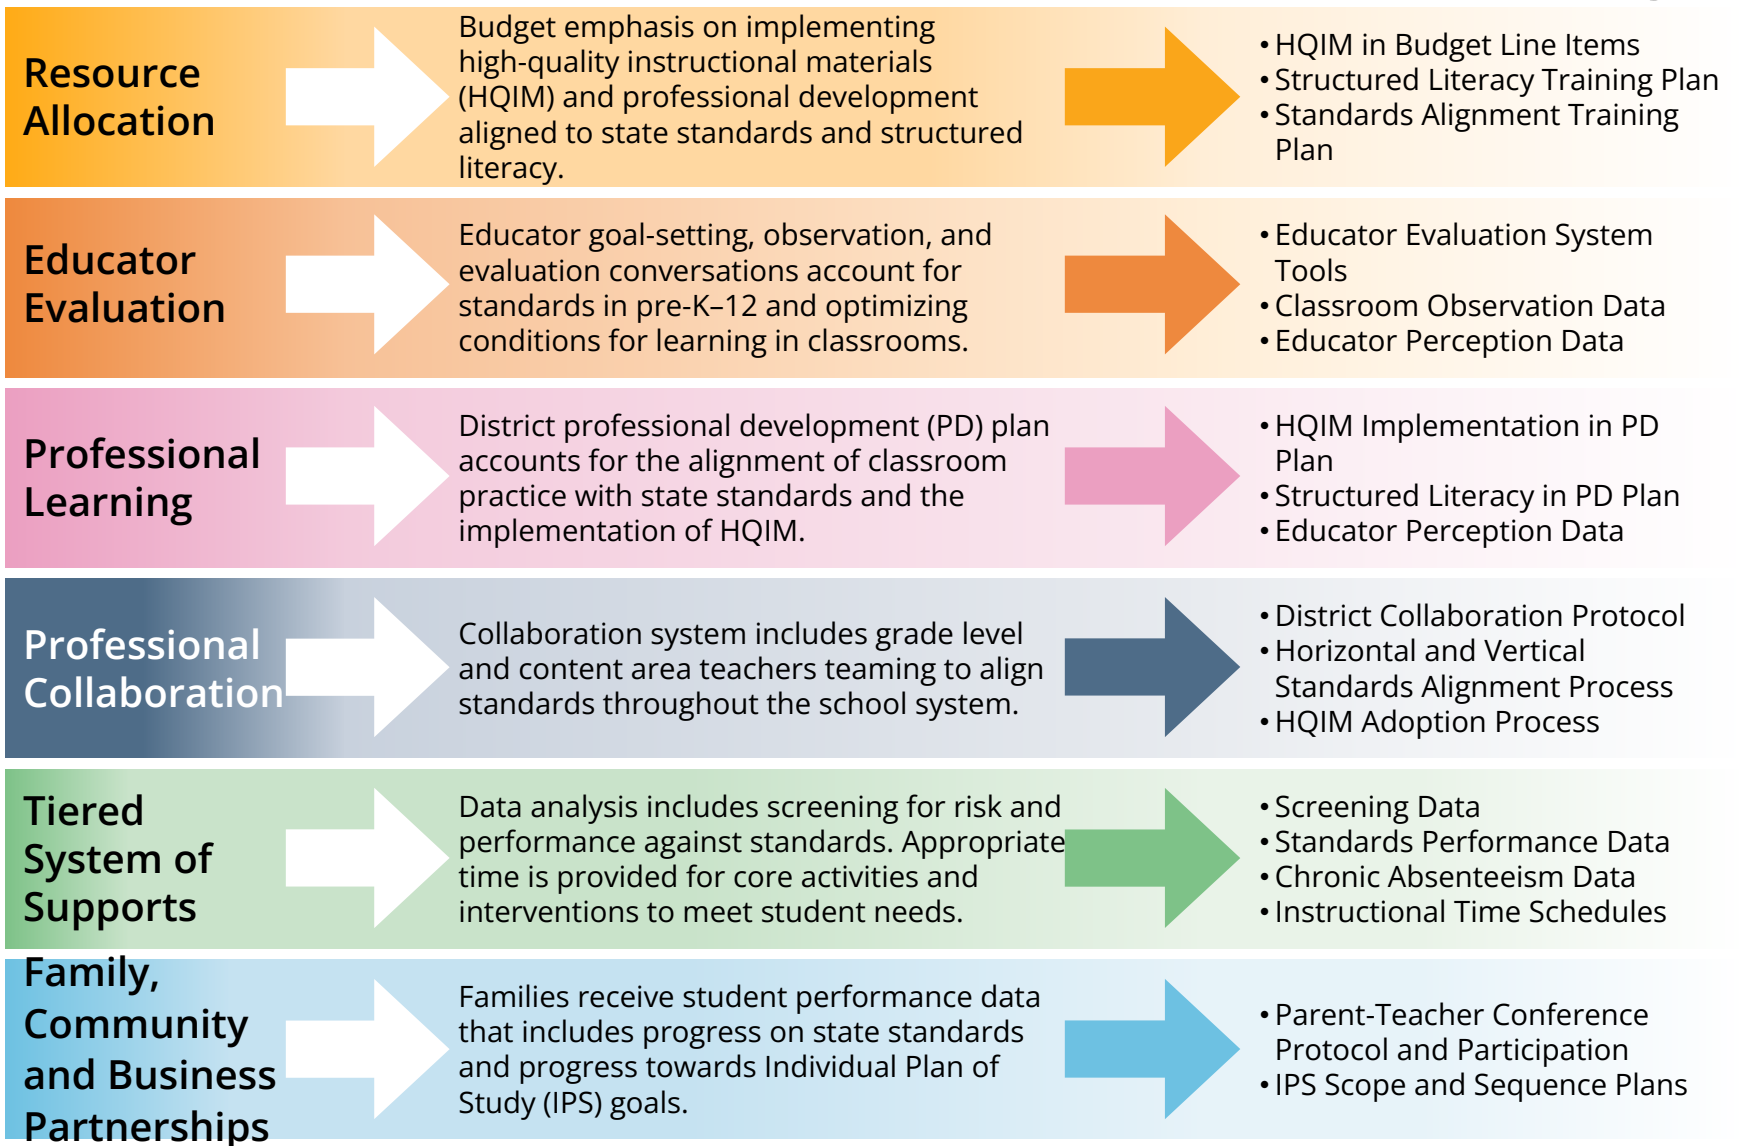 Resource
Allocation
Budget emphasis on implementing
high-quality instructional materials
(HQIM) and professional development
aligned to state standards and structured
literacy.
• HQIM in Budget Line Items
• Structured Literacy Training Plan
• Standards Alignment Training
Plan
Educator
Evaluation
Educator goal-setting, observation, and
evaluation conversations account for
standards in pre-K–12 and optimizing
conditions for learning in classrooms.
• Educator Evaluation System
Tools
• Classroom Observation Data
• Educator Perception Data
Professional
Learning
District professional development (PD) plan
accounts for the alignment of classroom
practice with state standards and the
implementation of HQIM.
• HQIM Implementation in PD
Plan
• Structured Literacy in PD Plan
• Educator Perception Data
Professional
Collaboration
Collaboration system includes grade level
and content area teachers teaming to align
standards throughout the school system.
• District Collaboration Protocol
• Horizontal and Vertical
Standards Alignment Process
• HQIM Adoption Process
Tiered
System of
Supports
Data analysis includes screening for risk and
performance against standards. Appropriate
time is provided for core activities and
interventions to meet student needs.
• Screening Data
• Standards Performance Data
• Chronic Absenteeism Data
• Instructional Time Schedules
Family,
Community
and Business
Partnerships
Families receive student performance data
that includes progress on state standards
and progress towards Individual Plan of
Study (IPS) goals.
• Parent-Teacher Conference
Protocol and Participation
• IPS Scope and Sequence Plans